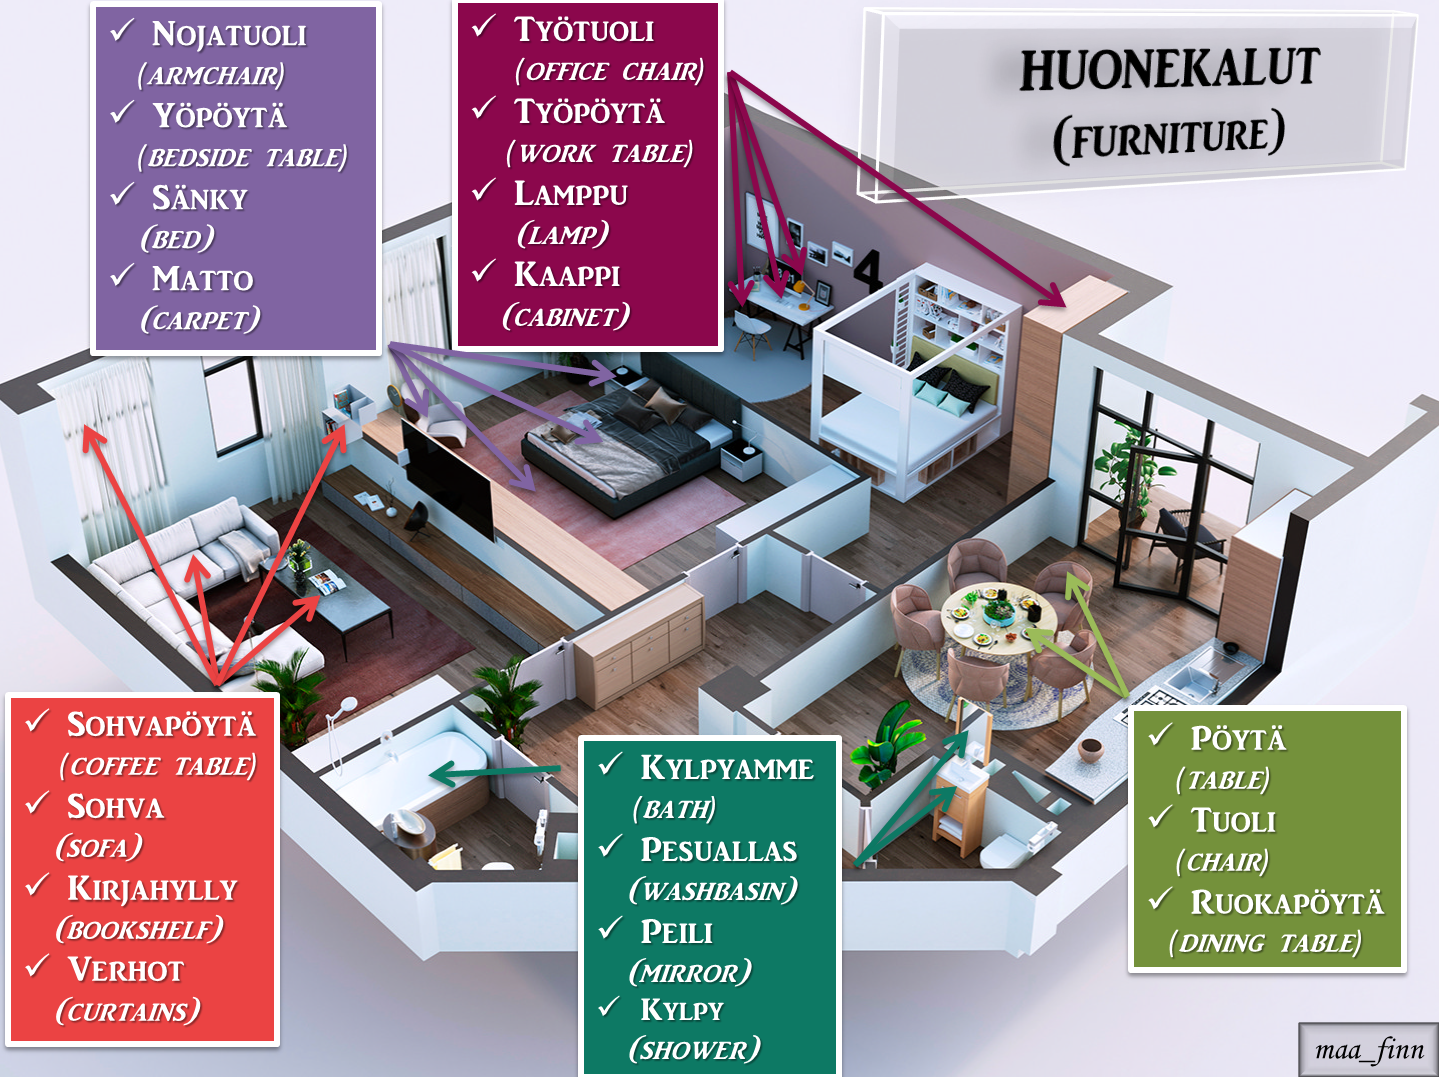 HUONEKALUT
(FURNITURE)
✓ NOJATUOLI
(ARMCHAIR)
✓ YÖPÖYTÄ
(BEDSIDE TABLE)
✓ SÄNKY
(BED)
✓ MATTO
(CARPET)
✓ TYÖTUOLI
(OFFICE CHAIR)
✓ TYÖPÖYTÄ
(WORK TABLE)
✓ LAMPPU
(LAMP)
✓ KAAPPI
(CABINET)
4
✓ SOHVAPÖYTÄ
(COFFEE TABLE)
✓ SOHVA
(SOFA)
✓ KIRJAHYLLY
(BOOKSHELF)
✓ VERHOT
(CURTAINS)
✓ KYLPYAMME
(BATH)
✓ PESUALLAS
(WASHBASIN)
✓ PEILI
(MIRROR)
✓ KYLPY
(SHOWER)
✓ PÖYTÄ
(TABLE)
✓ TUOLI
(CHAIR)
✓ RUOKAPÖYTÄ
(DINING TABLE)
maa_finn